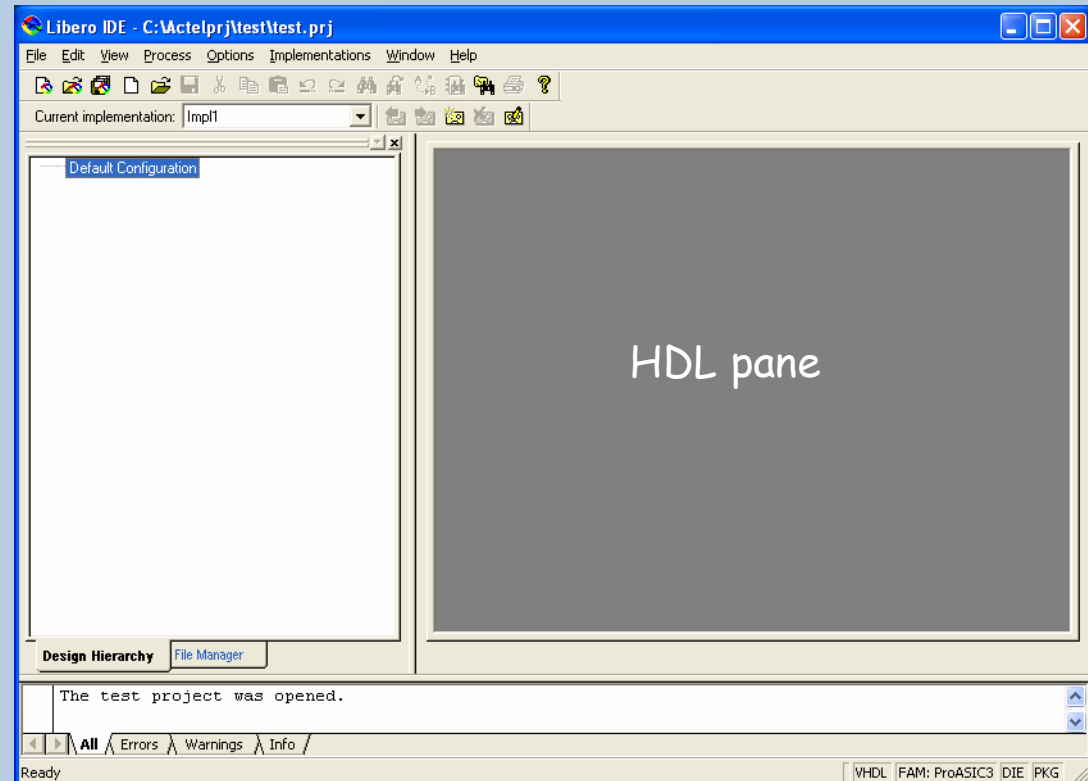 Libero IDE - C:\Actelprj\test\test.prj
File Edit View Process Options Implementations Window Help
Current implementation: Impl1
Default Configuration
HDL pane
Design Hierarchy File Manager
The test project was opened.
All Errors Warnings Info
Ready VHDL FAM: ProASIC3 DIE PKG